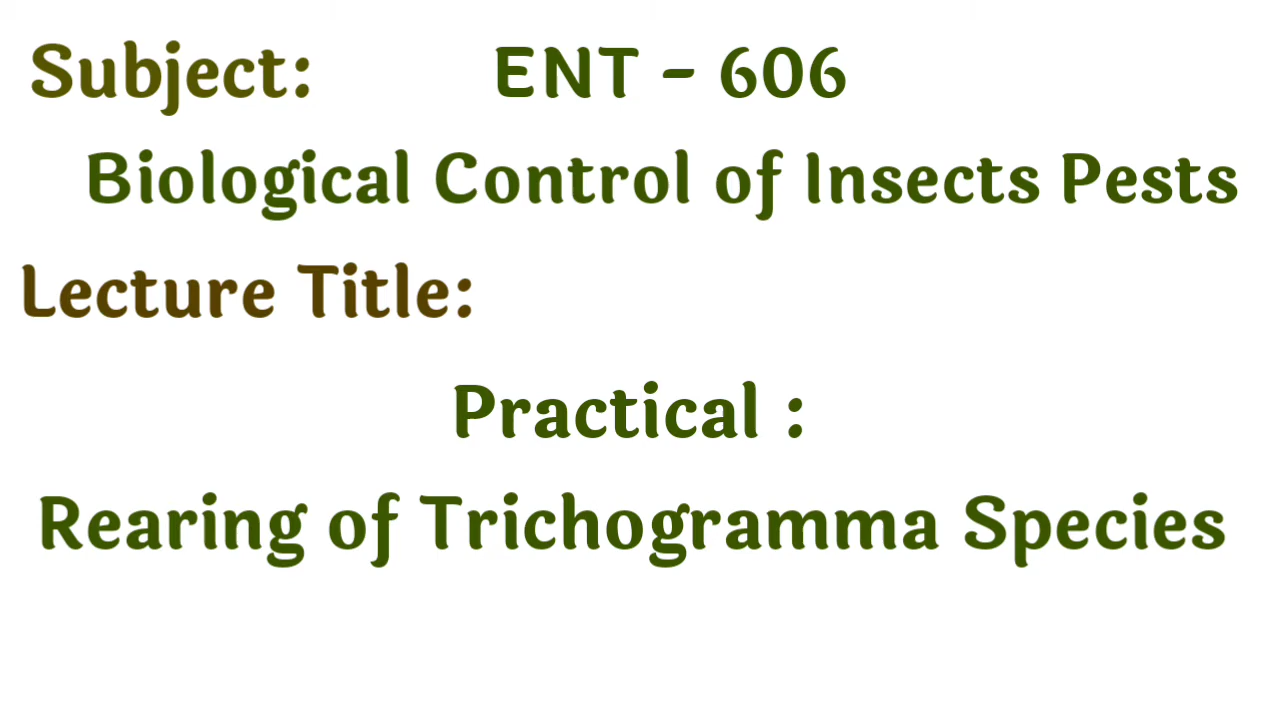 Subject: ENT - 606
Biological Control of Insects Pests
Lecture Title:
Practical :
Rearing of Trichogramma Species